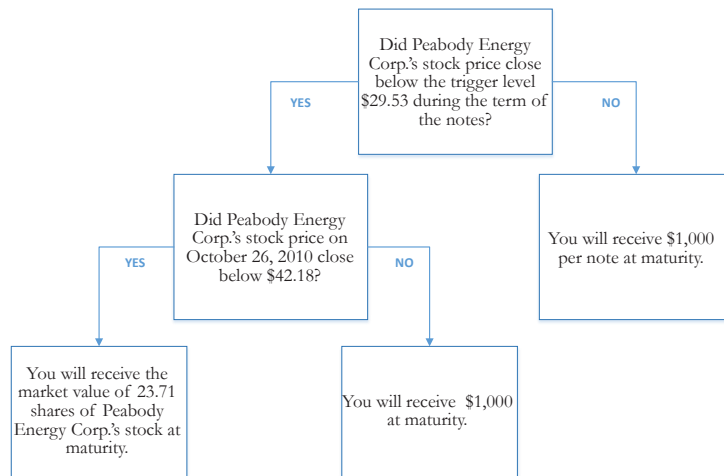 Did Peabody Energy
Corp.'s stock price close
below the trigger level
$29.53 during the term of
the notes?
YES
NO
Did Peabody Energy
Corp.'s stock price on
October 26, 2010 close
below $42.18?
You will receive $1,000
per note at maturity.
YES
NO
You will receive the
market value of 23.71
shares of Peabody
Energy Corp.'s stock at
maturity.
You will receive $1,000
at maturity.